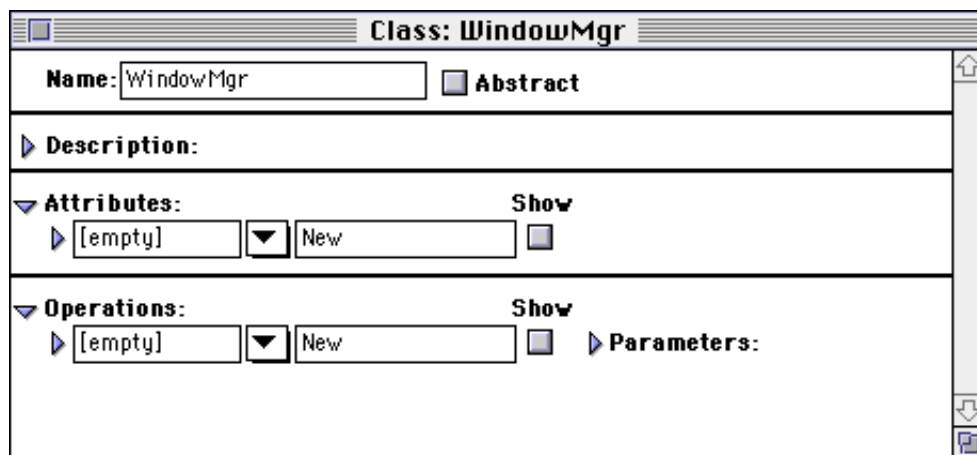 Class: WindowMgr
Name: WindowMgr Abstract
Description:
Attributes: Show
[empty] New
Operations: Show
[empty] New Parameters: